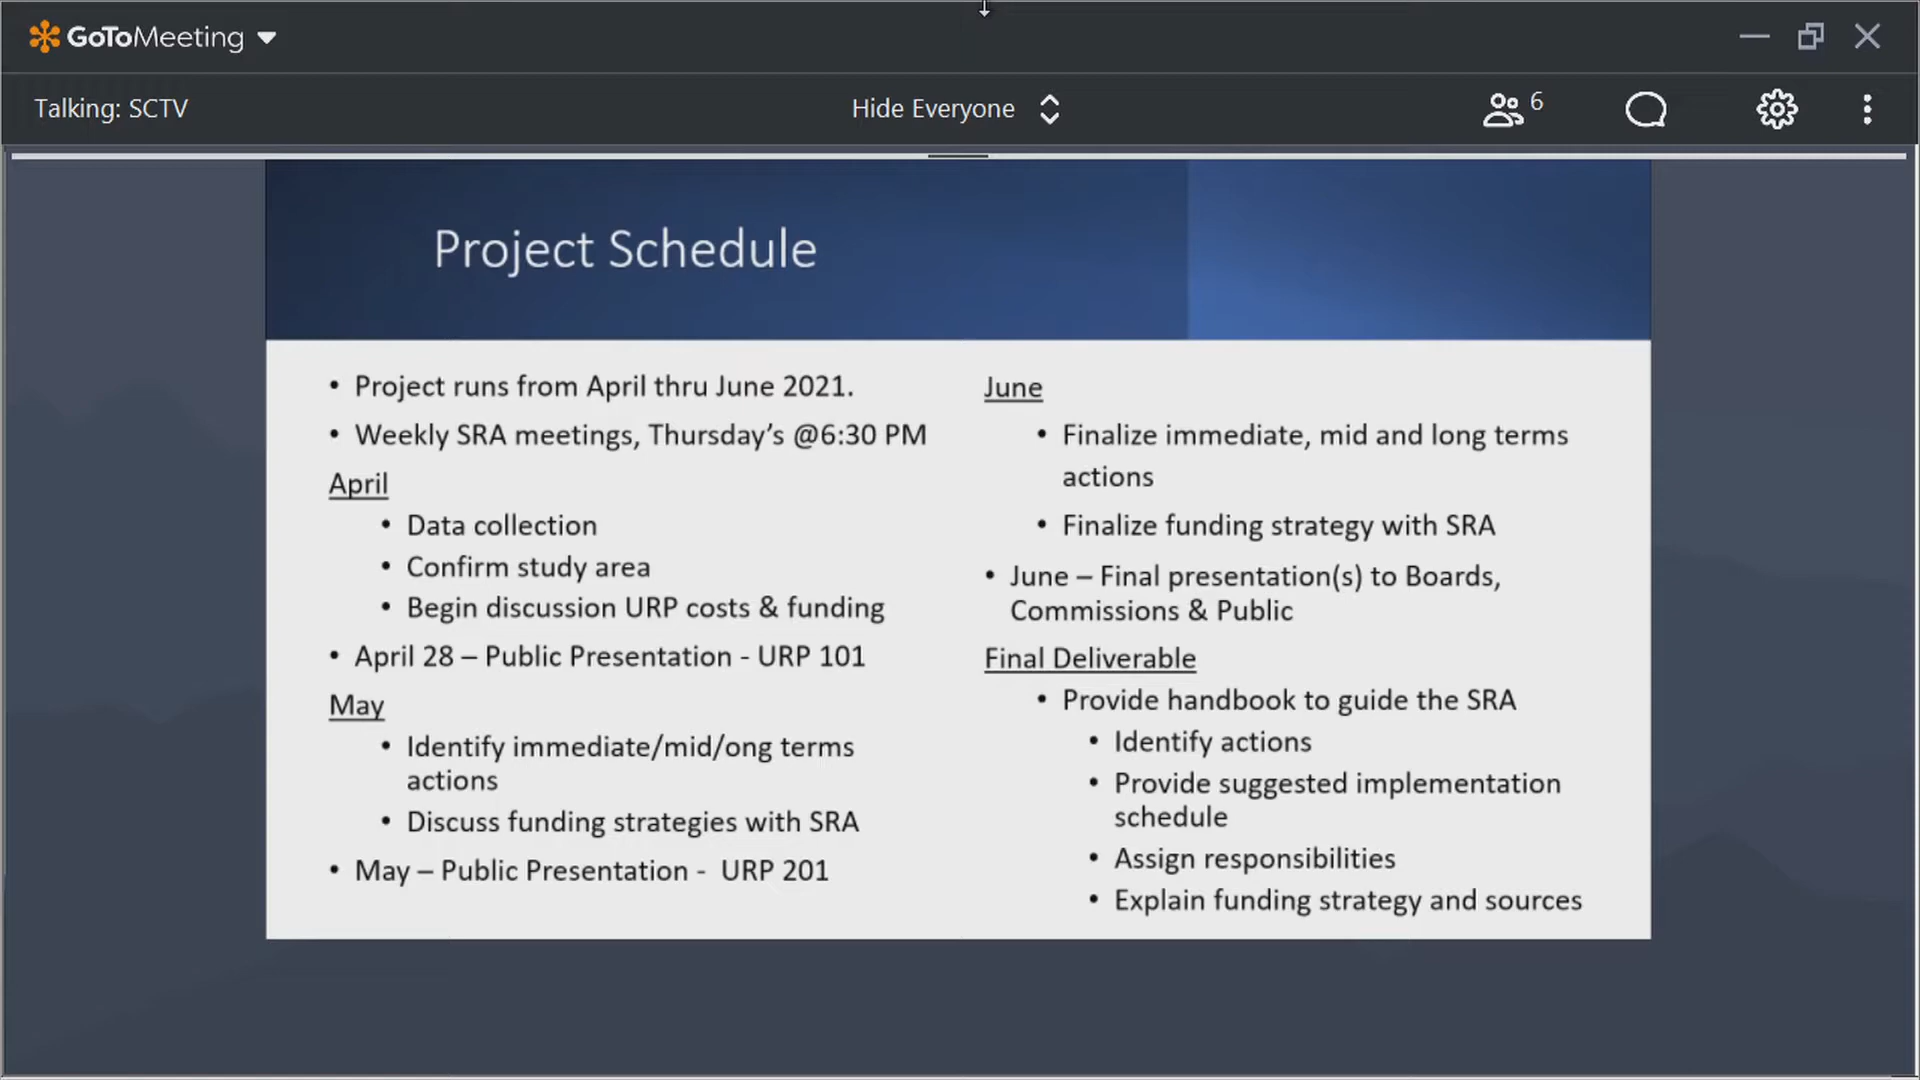 GoToMeeting
Talking: SCTV
Hide Everyone
6
Project Schedule
• Project runs from April thru June 2021.
• Weekly SRA meetings, Thursday’s @6:30 PM
April
• Data collection
• Confirm study area
• Begin discussion URP costs & funding
• April 28 – Public Presentation - URP 101
May
• Identify immediate/mid/ong terms
actions
• Discuss funding strategies with SRA
• May – Public Presentation - URP 201
June
• Finalize immediate, mid and long terms
actions
• Finalize funding strategy with SRA
• June – Final presentation(s) to Boards,
Commissions & Public
Final Deliverable
• Provide handbook to guide the SRA
• Identify actions
• Provide suggested implementation
schedule
• Assign responsibilities
• Explain funding strategy and sources